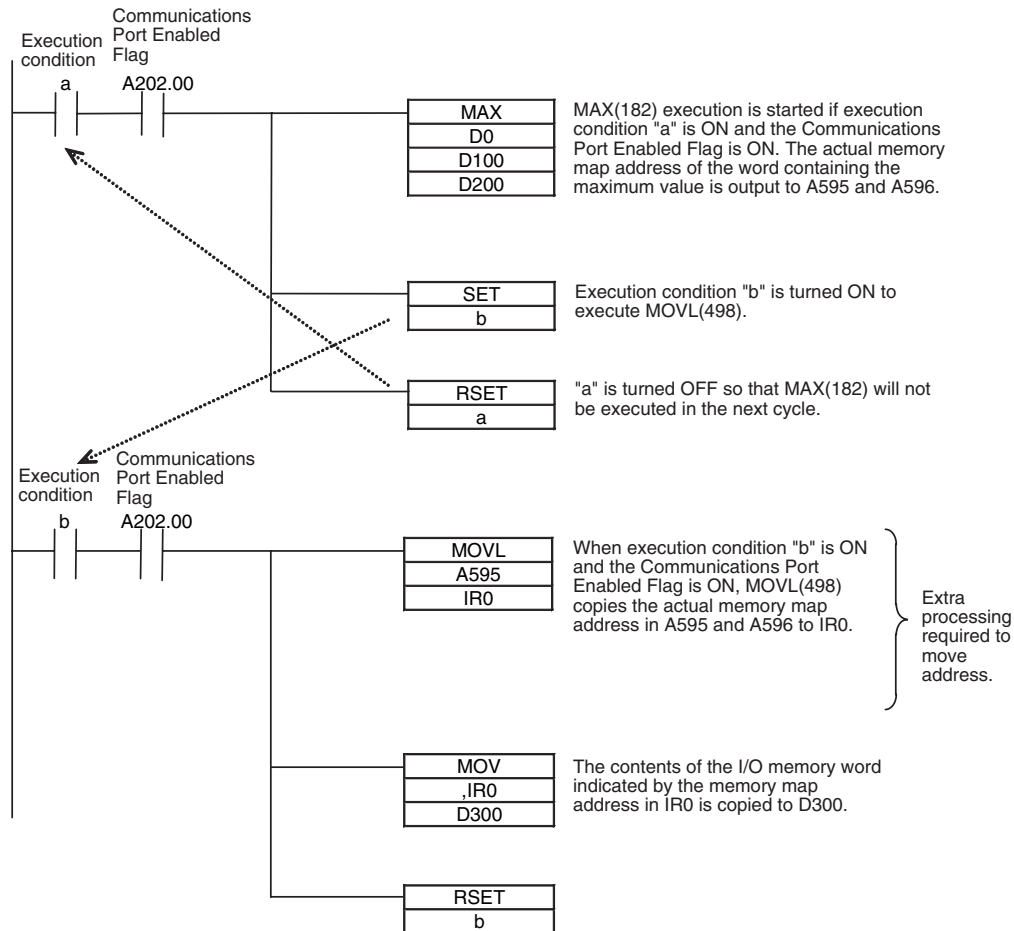 Execution
condition
Communications
Port Enabled
Flag
a
A202.00
MAX
D0
D100
D200
MAX(182) execution is started if execution
condition "a" is ON and the Communications
Port Enabled Flag is ON. The actual memory
map address of the word containing the
maximum value is output to A595 and A596.
SET
b
Execution condition "b" is turned ON to
execute MOVL(498).
RSET
a
"a" is turned OFF so that MAX(182) will not
be executed in the next cycle.
Execution
condition
Communications
Port Enabled
Flag
b
A202.00
MOVL
A595
IR0
When execution condition "b" is ON
and the Communications Port
Enabled Flag is ON, MOVL(498)
copies the actual memory map
address in A595 and A596 to IR0.
Extra
processing
required to
move
address.
MOV
,IR0
D300
The contents of the I/O memory word
indicated by the memory map
address in IR0 is copied to D300.
RSET
b